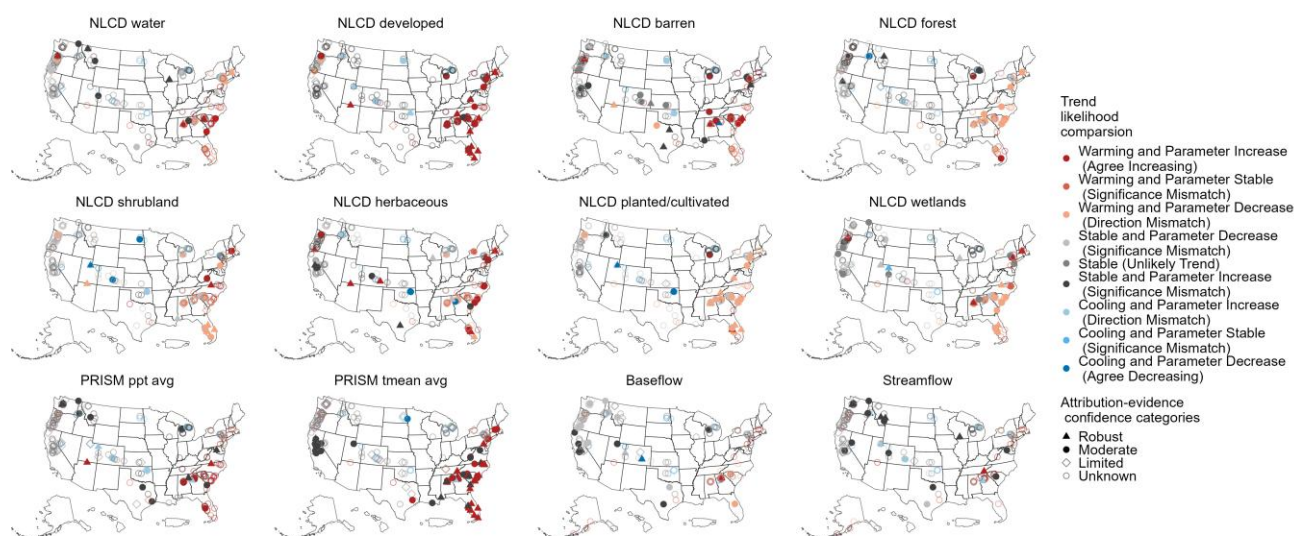 NLCD water
NLCD developed
NLCD barren
NLCD forest
NLCD shrubland
NLCD herbaceous
NLCD planted/cultivated
NLCD wetlands
PRISM ppt avg
PRISM tmean avg
Baseflow
Streamflow
Trend
likelihood
comparsion
Warming and Parameter Increase
(Agree Increasing)
Warming and Parameter Stable
(Significance Mismatch)
Warming and Parameter Decrease
(Direction Mismatch)
Stable and Parameter Decrease
(Significance Mismatch)
Stable (Unlikely Trend)
Stable and Parameter Increase
(Significance Mismatch)
Cooling and Parameter Increase
(Direction Mismatch)
Cooling and Parameter Stable
(Significance Mismatch)
Cooling and Parameter Decrease
(Agree Decreasing)
Attribution-evidence
confidence categories
Robust
Moderate
Limited
Unknown